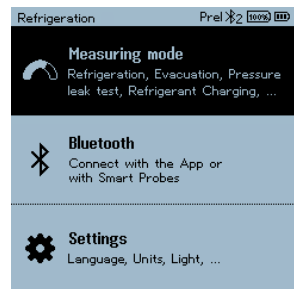 Refrigeration Prel 2 100%
Measuring mode
Refrigeration, Evacuation, Pressure
leak test, Refrigerant Charging, ...
Bluetooth
Connect with the App or
with Smart Probes
Settings
Language, Units, Light, ...